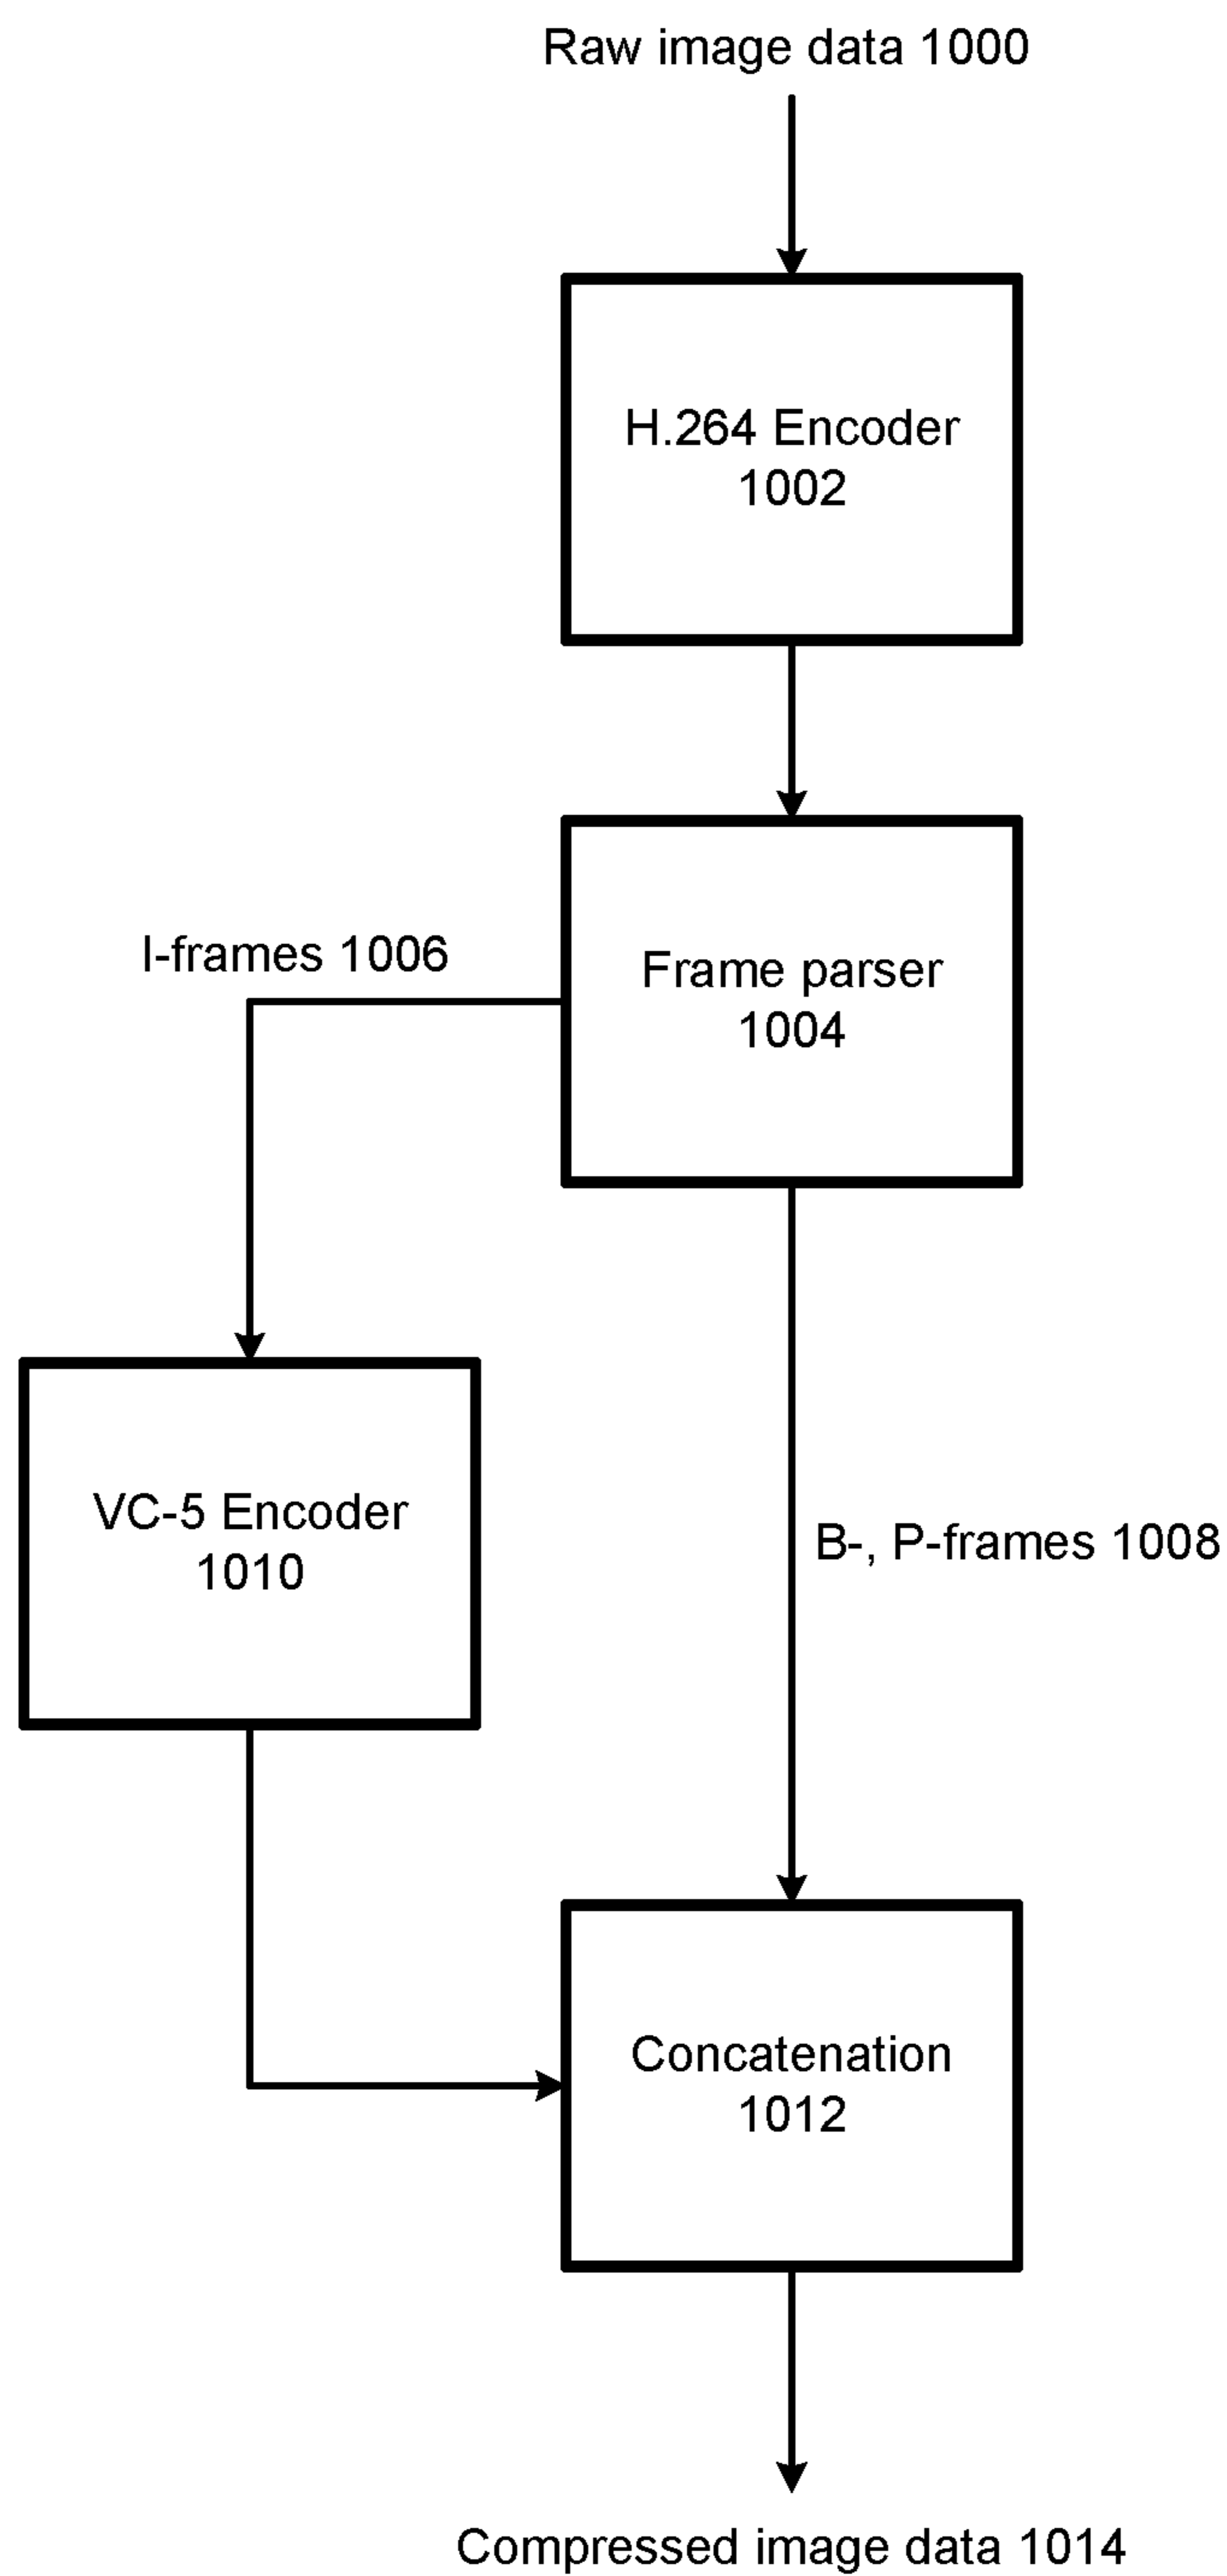 Raw image data 1000
H.264 Encoder
1002
I-frames 1006
Frame parser
1004
VC-5 Encoder
1010
B-, P-frames 1008
Concatenation
1012
Compressed image data 1014